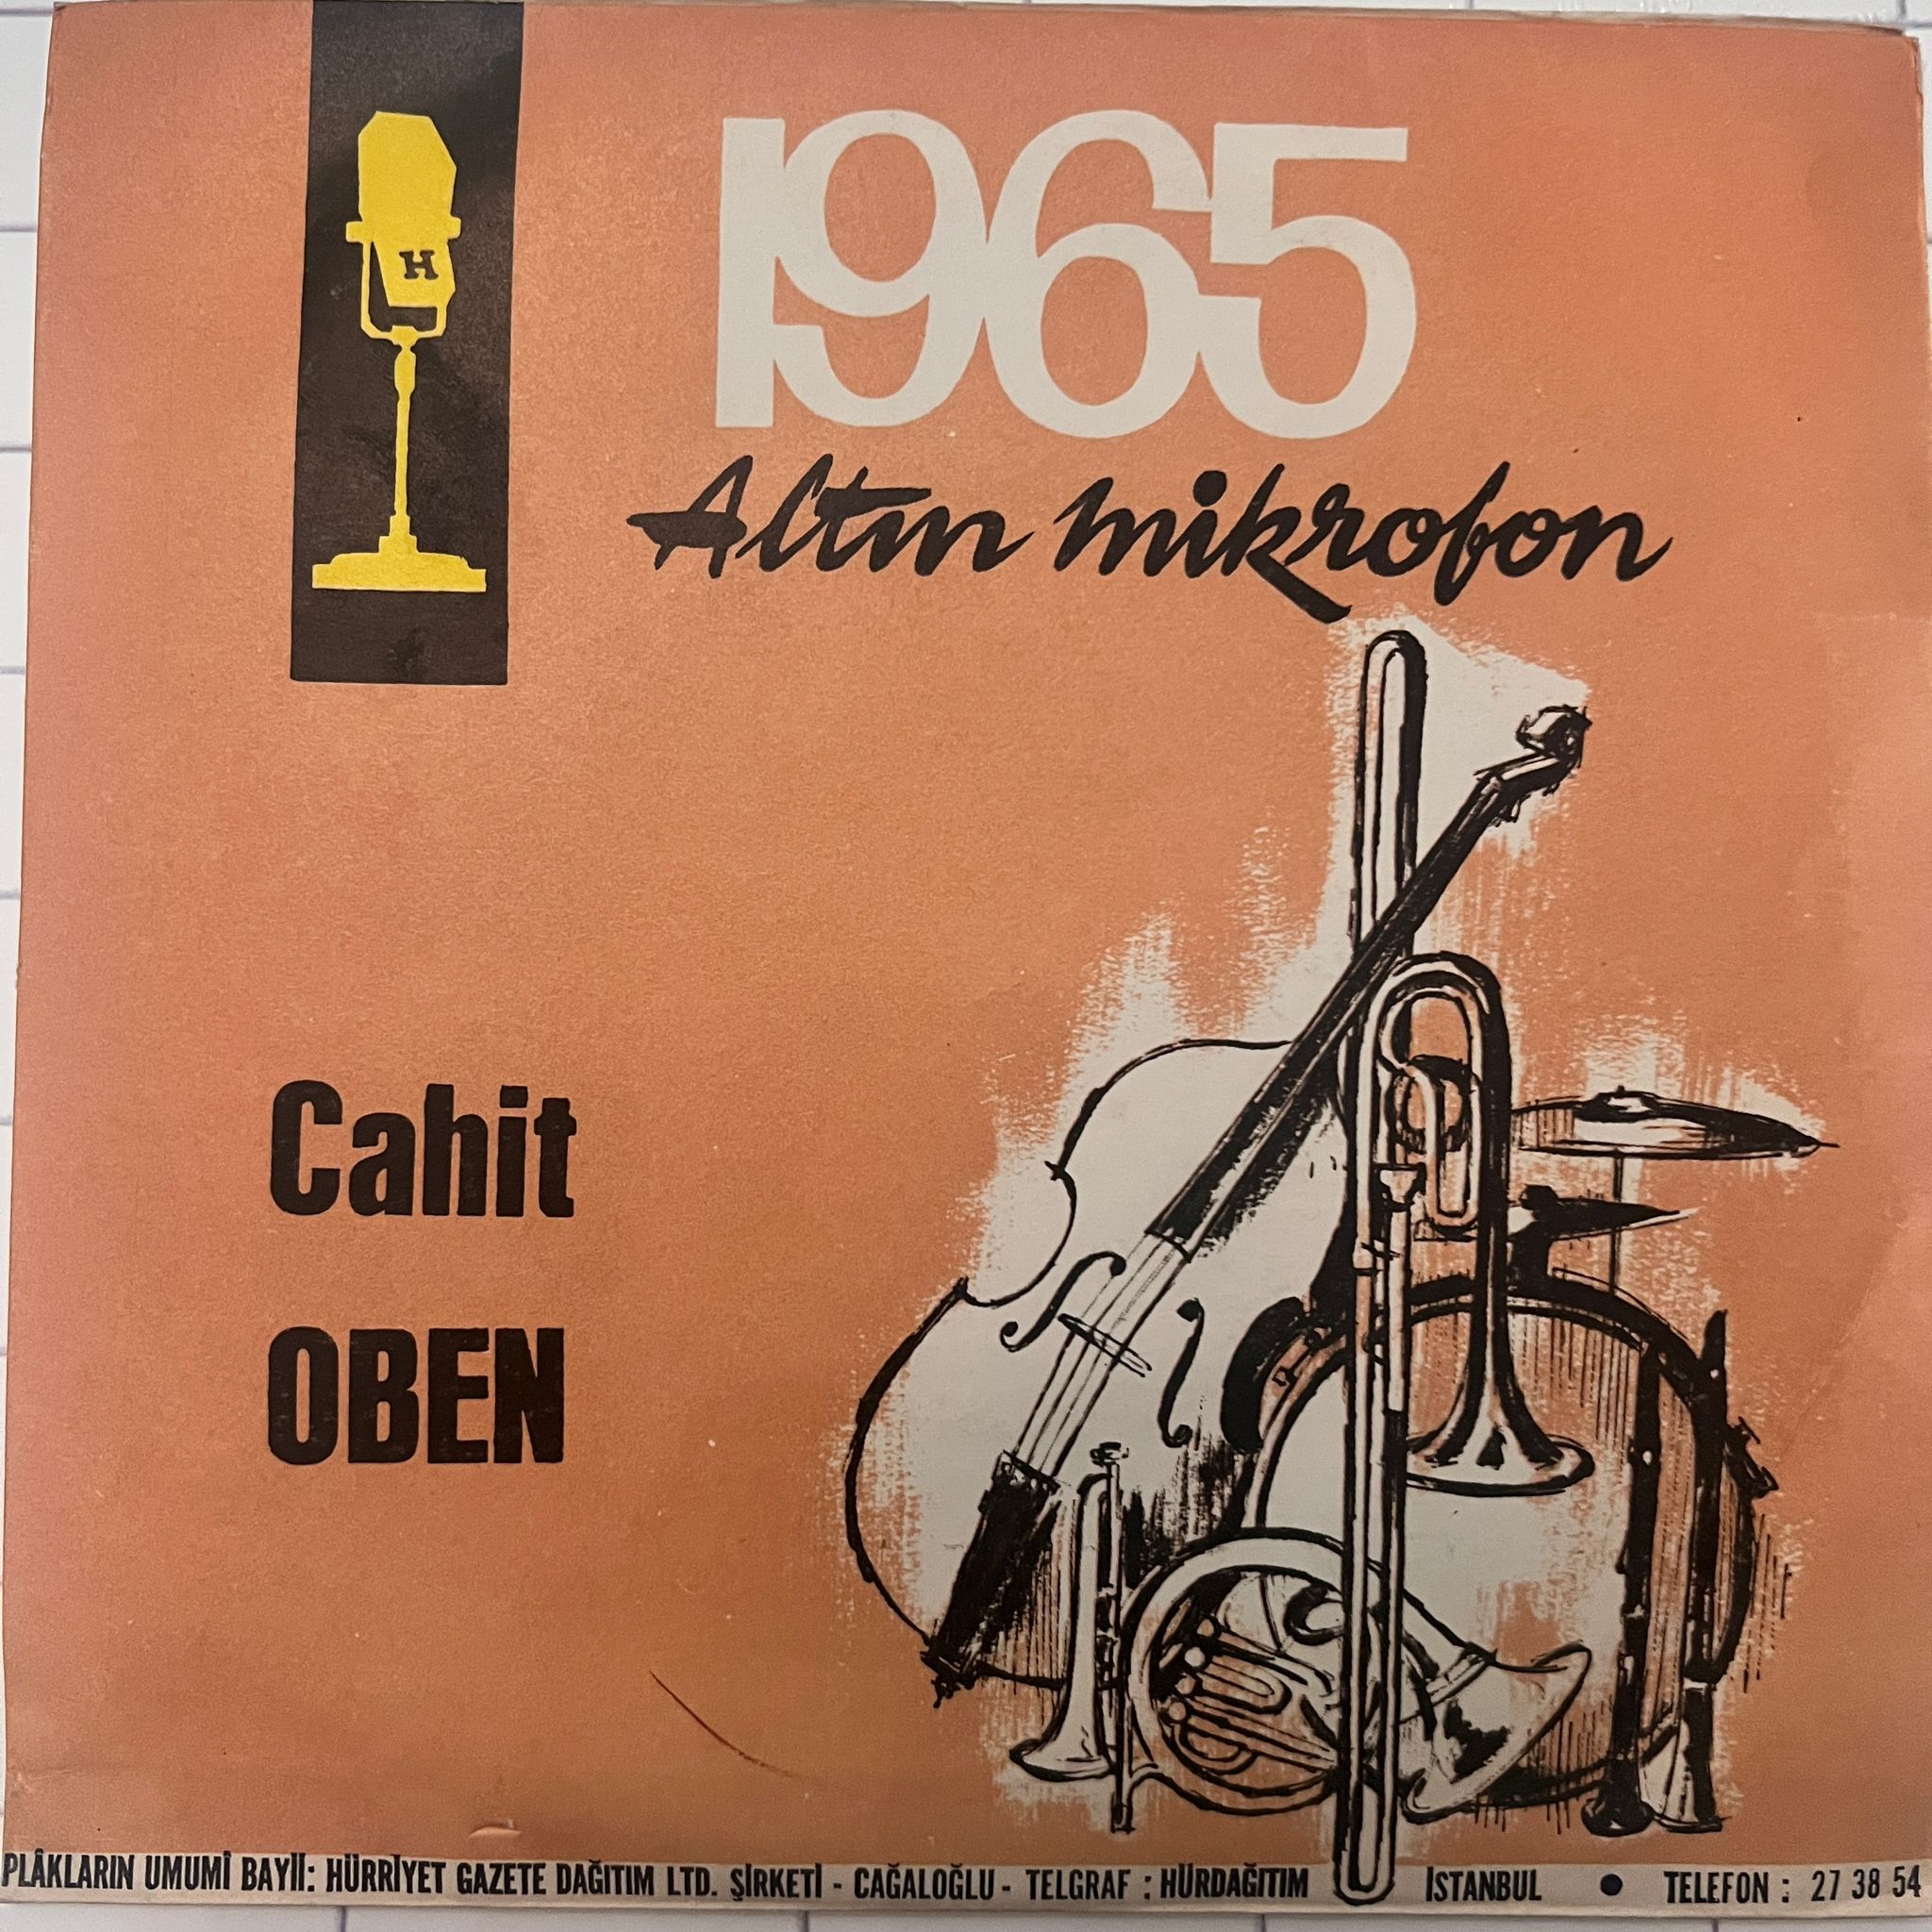 H
1965
Altın mikrofon
Cahit
OBEN
PLÂKLARIN UMUMÎ BAYİİ: HÜRRİYET GAZETE DAĞITIM LTD. ŞİRKETİ - CAĞALOĞLU - TELGRAF : HÜRDAĞITIM İSTANBUL ● TELEFON : 27 38 54